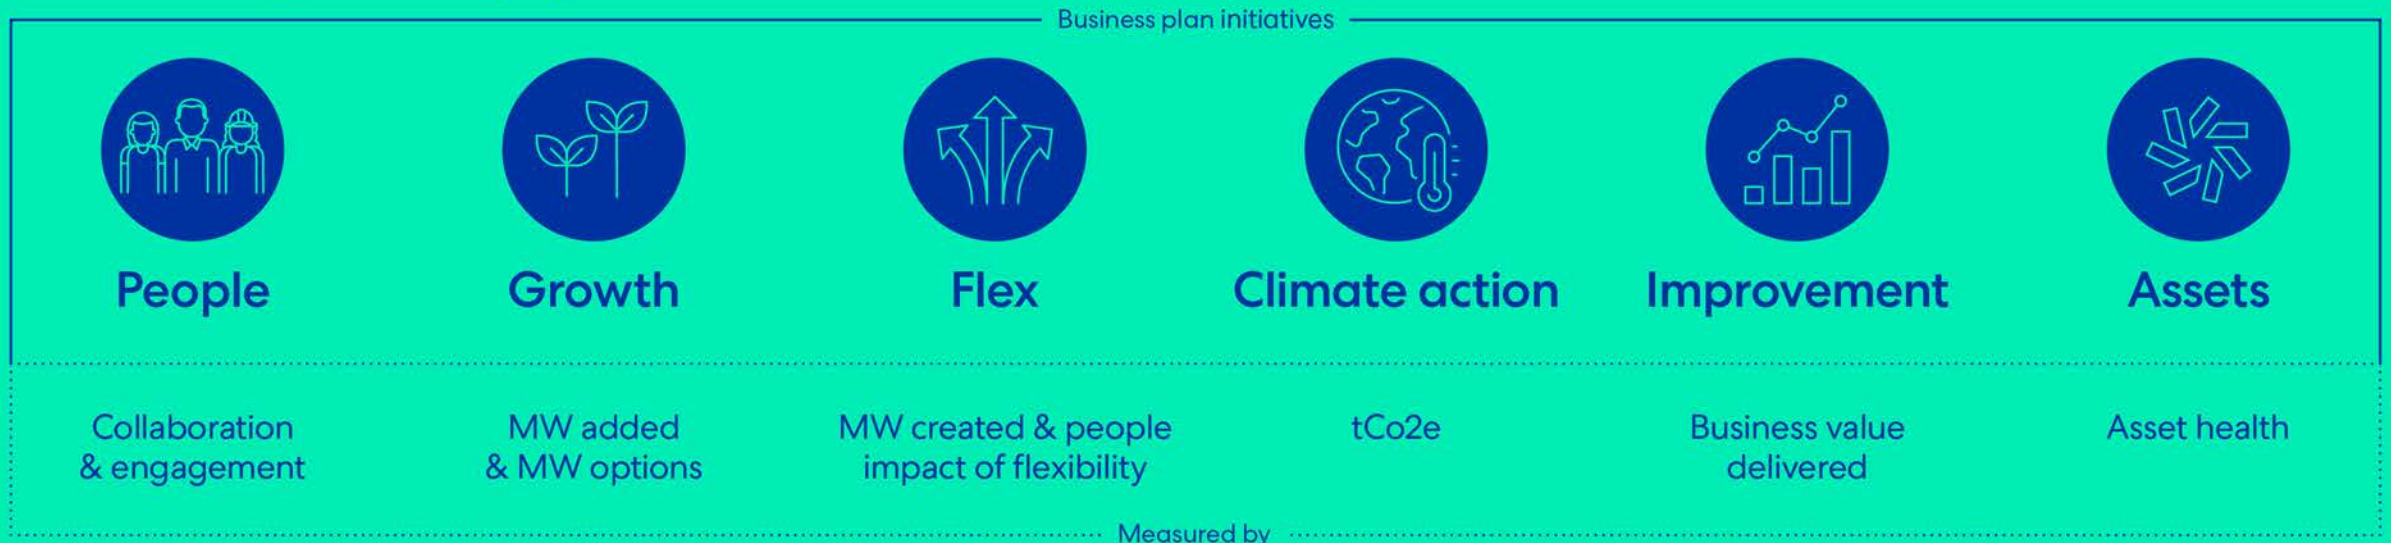 Business plan initiatives
People
Growth
Flex
Climate action
Improvement
Assets
Collaboration
& engagement
MW added
& MW options
MW created & people
impact of flexibility
tCo2e
Business value
delivered
Asset health
Measured by